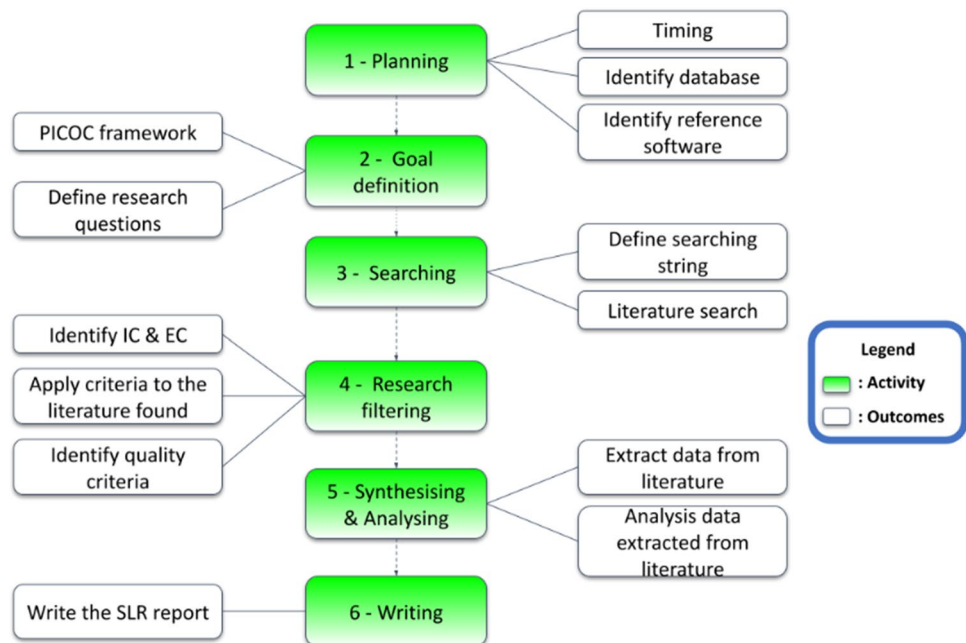 1 - Planning
Timing
Identify database
Identify reference
software
PICOC framework
Define research
questions
2 - Goal
definition
3 - Searching
Define searching
string
Literature search
Identify IC & EC
Apply criteria to the
literature found
Identify quality
criteria
4 - Research
filtering
Legend
: Activity
: Outcomes
5 - Synthesising
& Analysing
Extract data from
literature
Analysis data
extracted from
literature
Write the SLR report
6 - Writing